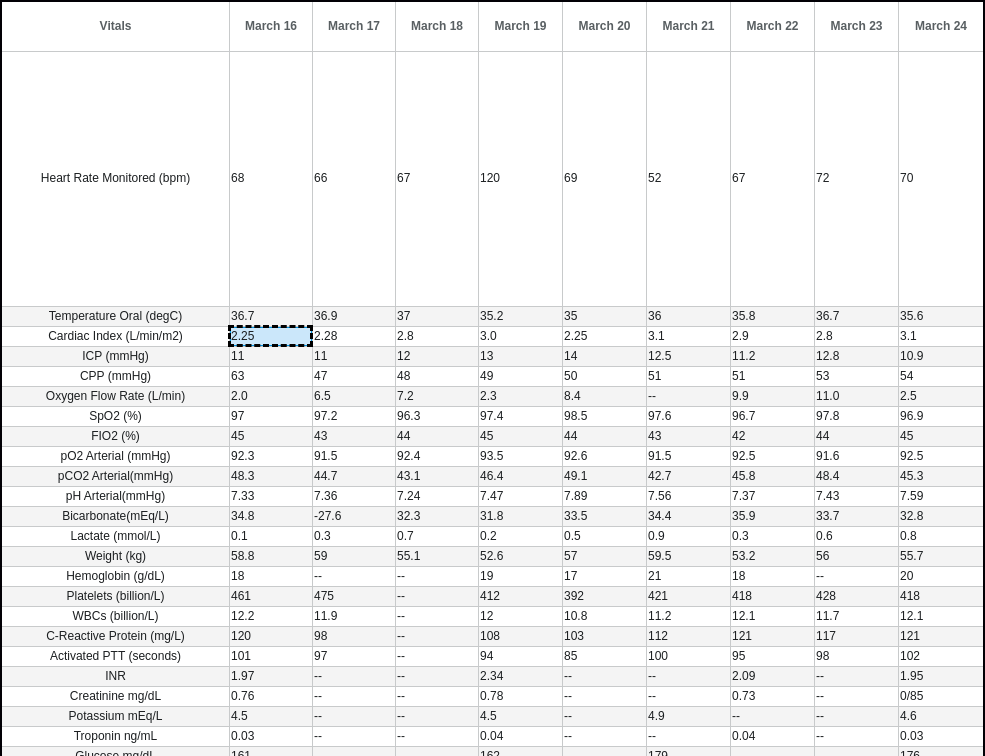 Vitals March 16 March 17 March 18 March 19 March 20 March 21 March 22 March 23 March 24
Heart Rate Monitored (bpm) 68 66 67 120 69 52 67 72 70
Temperature Oral (degC) 36.7 36.9 37 35.2 35 36 35.8 36.7 35.6
Cardiac Index (L/min/m2) 2.25 2.28 2.8 3.0 2.25 3.1 2.9 2.8 3.1
ICP (mmHg) 11 11 12 13 14 12.5 11.2 12.8 10.9
CPP (mmHg) 63 47 48 49 50 51 51 53 54
Oxygen Flow Rate (L/min) 2.0 6.5 7.2 2.3 8.4 -- 9.9 11.0 2.5
SpO2 (%) 97 97.2 96.3 97.4 98.5 97.6 96.7 97.8 96.9
FIO2 (%) 45 43 44 45 44 43 42 44 45
pO2 Arterial (mmHg) 92.3 91.5 92.4 93.5 92.6 91.5 92.5 91.6 92.5
pCO2 Arterial(mmHg) 48.3 44.7 43.1 46.4 49.1 42.7 45.8 48.4 45.3
pH Arterial(mmHg) 7.33 7.36 7.24 7.47 7.89 7.56 7.37 7.43 7.59
Bicarbonate(mEq/L) 34.8 -27.6 32.3 31.8 33.5 34.4 35.9 33.7 32.8
Lactate (mmol/L) 0.1 0.3 0.7 0.2 0.5 0.9 0.3 0.6 0.8
Weight (kg) 58.8 59 55.1 52.6 57 59.5 53.2 56 55.7
Hemoglobin (g/dL) 18 -- -- 19 17 21 18 -- 20
Platelets (billion/L) 461 475 -- 412 392 421 418 428 418
WBCs (billion/L) 12.2 11.9 -- 12 10.8 11.2 12.1 11.7 12.1
C-Reactive Protein (mg/L) 120 98 -- 108 103 112 121 117 121
Activated PTT (seconds) 101 97 -- 94 85 100 95 98 102
INR 1.97 -- -- 2.34 -- -- 2.09 -- 1.95
Creatinine mg/dL 0.76 -- -- 0.78 -- -- 0.73 -- 0/85
Potassium mEq/L 4.5 -- -- 4.5 -- 4.9 -- -- 4.6
Troponin ng/mL 0.03 -- -- 0.04 -- -- 0.04 -- 0.03
Glucose mg/dL 161 162 179 176